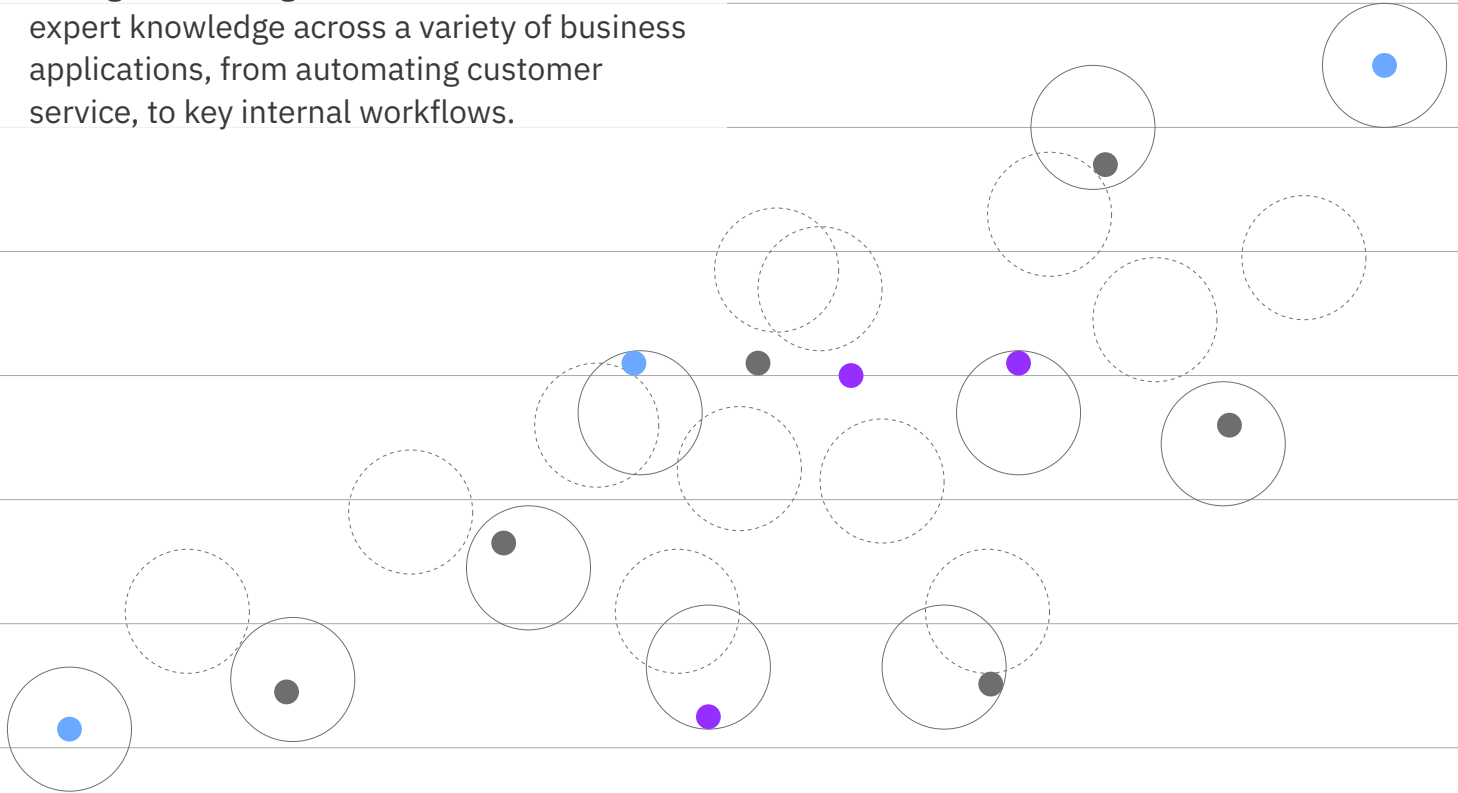 expert knowledge across a variety of business
applications, from automating customer
service, to key internal workflows.